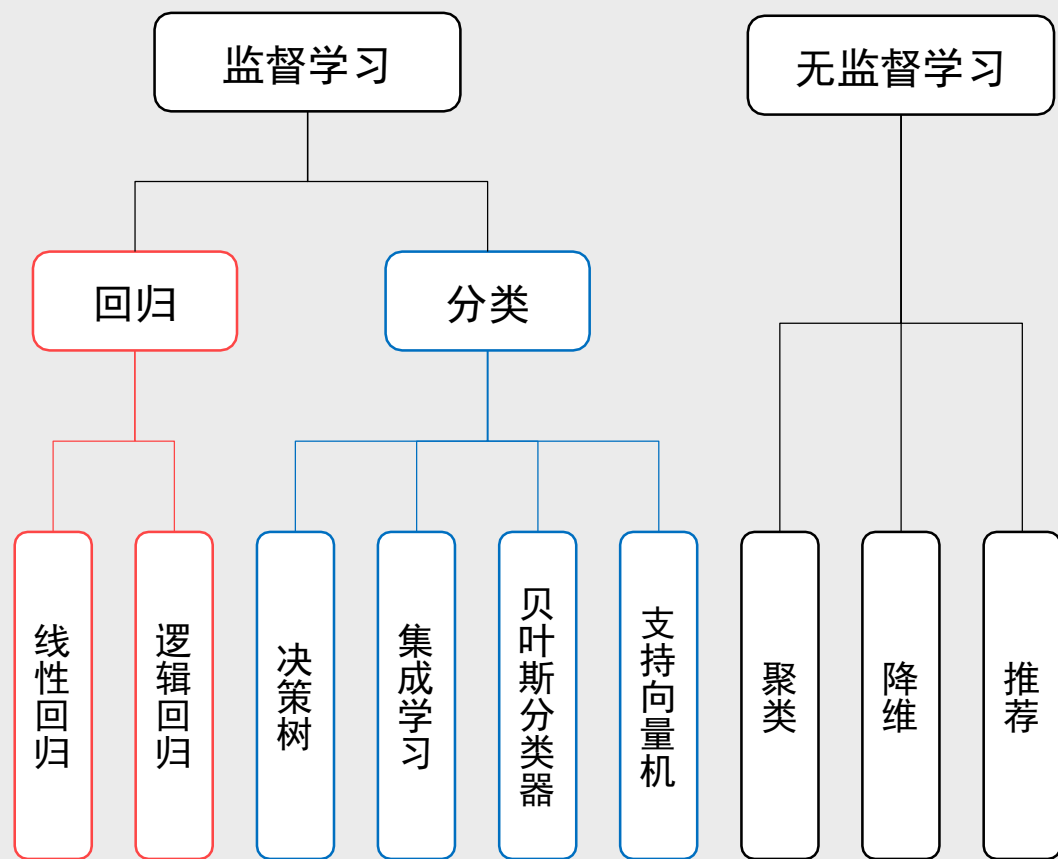 监督学习
无监督学习
回归
分类
线性回归
逻辑回归
决策树
集成学习
贝叶斯分类器
支持向量机
聚类
降维
推荐